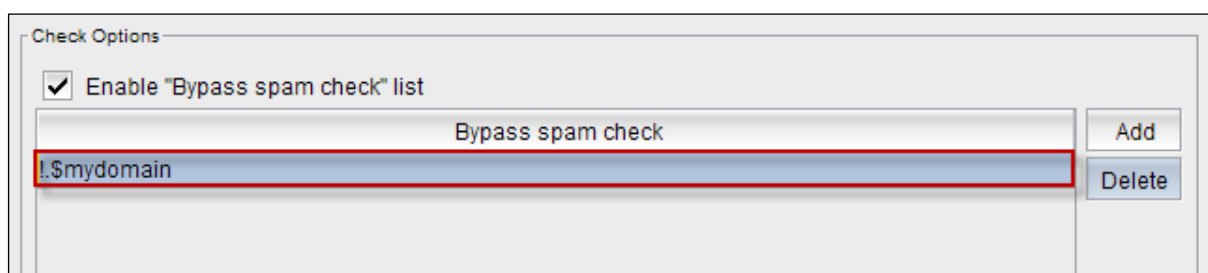 Check Options
Enable "Bypass spam check" list
Bypass spam check
Add
!.$mydomain
Delete